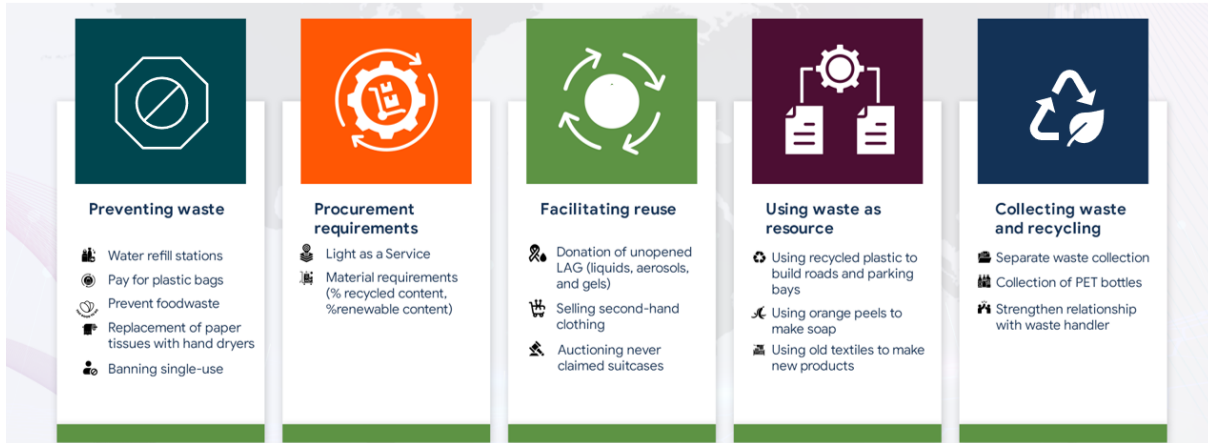 Preventing waste
Water refill stations
Pay for plastic bags
Prevent foodwaste
Replacement of paper
tissues with hand dryers
Banning single-use
Procurement
requirements
Light as a Service
Material requirements
(% recycled content,
%renewable content)
Facilitating reuse
Donation of unopened
LAG (liquids, aerosols,
and gels)
Selling second-hand
clothing
Auctioning never
claimed suitcases
Using waste as
resource
Using recycled plastic to
build roads and parking
bays
Using orange peels to
make soap
Using old textiles to make
new products
Collecting waste
and recycling
Separate waste collection
Collection of PET bottles
Strengthen relationship
with waste handler